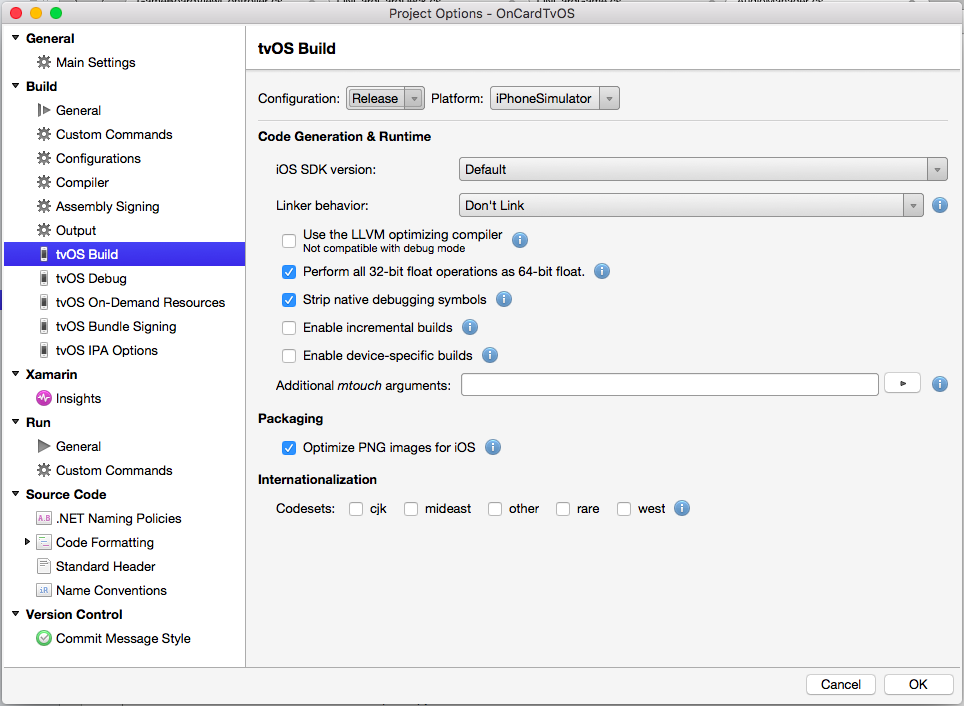 Project Options - OnCardTvOS
General
Main Settings
Build
General
Custom Commands
Configurations
Compiler
Assembly Signing
Output
tvOS Build
tvOS Debug
tvOS On-Demand Resources
tvOS Bundle Signing
tvOS IPA Options
Xamarin
Insights
Run
General
Custom Commands
Source Code
A.B .NET Naming Policies
Code Formatting
Standard Header
iR Name Conventions
Version Control
Commit Message Style
tvOS Build
Configuration: Release Platform: iPhoneSimulator
Code Generation & Runtime
iOS SDK version: Default
Linker behavior: Don't Link
Use the LLVM optimizing compiler
Not compatible with debug mode
Perform all 32-bit float operations as 64-bit float.
Strip native debugging symbols
Enable incremental builds
Enable device-specific builds
Additional mtouch arguments:
Packaging
Optimize PNG images for iOS
Internationalization
Codesets: cjk mideast other rare west
Cancel OK